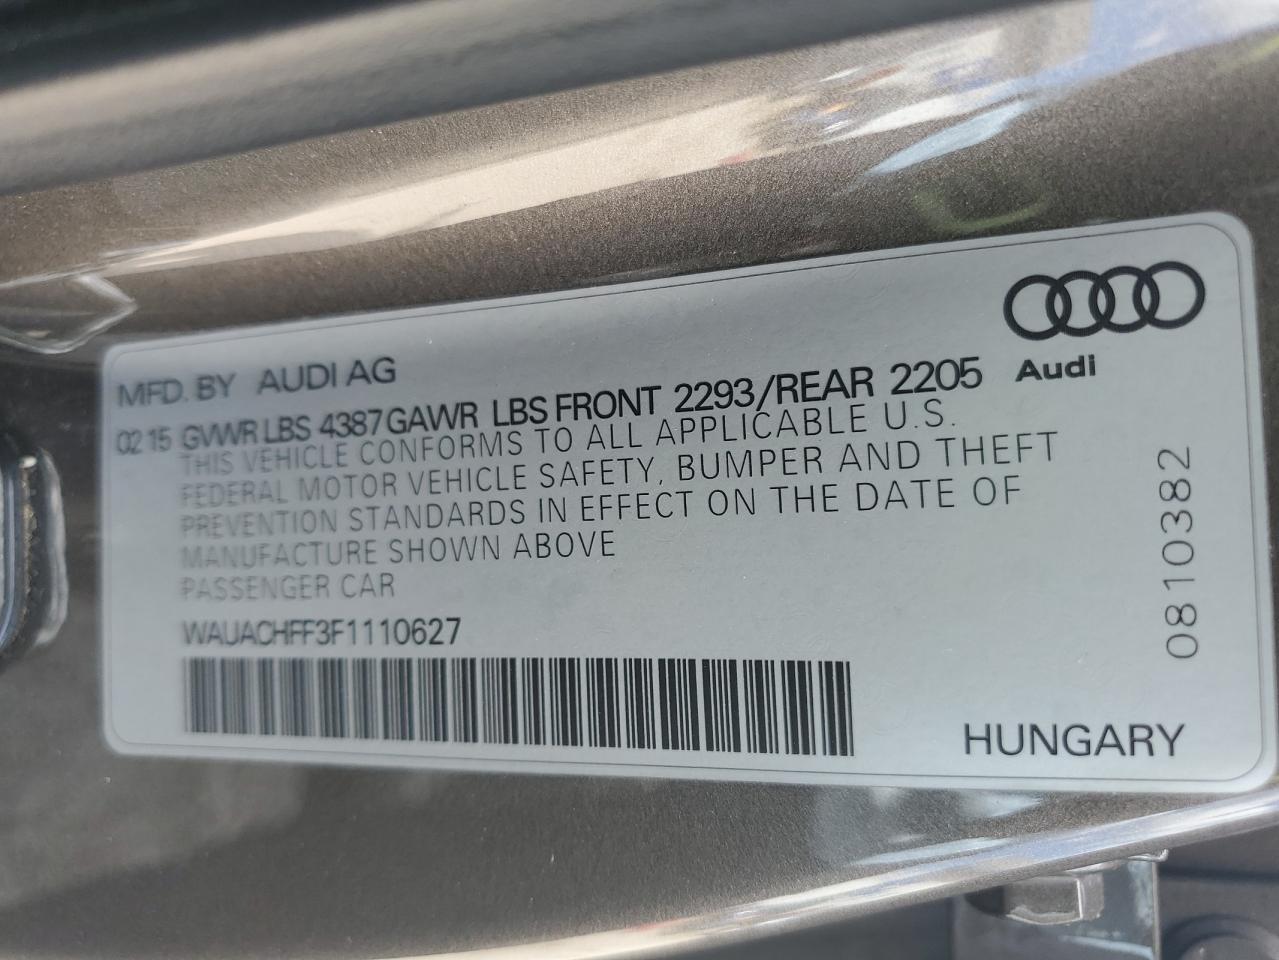 MFD. BY AUDI AG
02 15 GVWR LBS 4387 GAWR LBS FRONT 2293/REAR 2205
THIS VEHICLE CONFORMS TO ALL APPLICABLE U.S.
FEDERAL MOTOR VEHICLE SAFETY, BUMPER AND THEFT
PREVENTION STANDARDS IN EFFECT ON THE DATE OF
MANUFACTURE SHOWN ABOVE
PASSENGER CAR
WAUACHFF3F1110627
Audi
0810382
HUNGARY